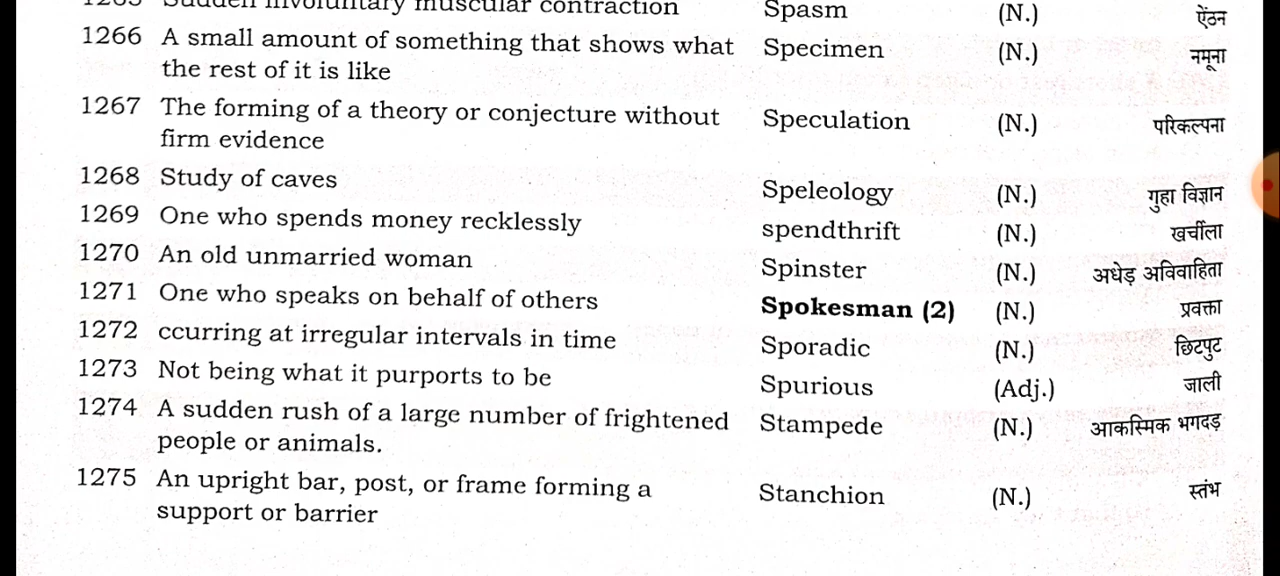 1265 Sudden involuntary muscular contraction Spasm (N.) ऐंठन
1266 A small amount of something that shows what Specimen (N.) नमूना
the rest of it is like
1267 The forming of a theory or conjecture without Speculation (N.) परिकल्पना
firm evidence
1268 Study of caves Speleology (N.) गुहा विज्ञान
1269 One who spends money recklessly spendthrift (N.) खर्चीला
1270 An old unmarried woman Spinster (N.) अधेड़ अविवाहिता
1271 One who speaks on behalf of others Spokesman (2) (N.) प्रवक्ता
1272 ccurring at irregular intervals in time Sporadic (N.) छिटपुट
1273 Not being what it purports to be Spurious (Adj.) जाली
1274 A sudden rush of a large number of frightened Stampede (N.) आकस्मिक भगदड़
people or animals.
1275 An upright bar, post, or frame forming a Stanchion (N.) स्तंभ
support or barrier